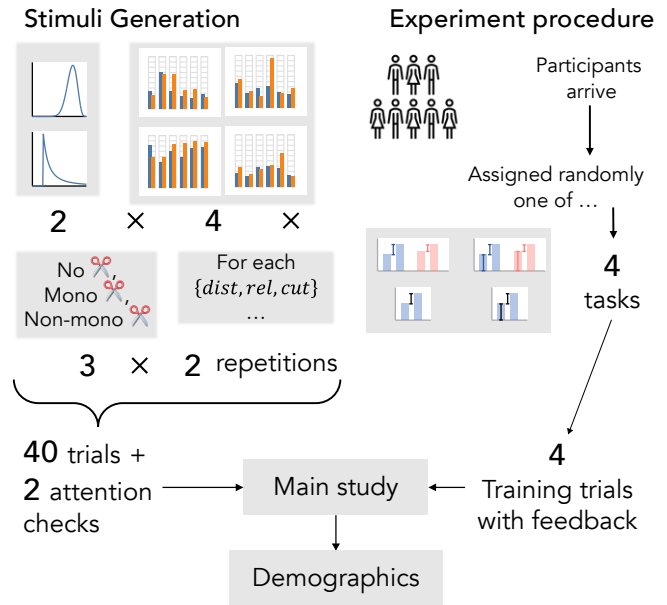 Stimuli Generation
2 × 4 ×
No ✂,
Mono ✂,
Non-mono ✂
For each
{dist, rel, cut}
...
3 × 2 repetitions
40 trials +
2 attention
checks
Experiment procedure
Participants
arrive
Assigned randomly
one of ...
4
tasks
4
Training trials
with feedback
Main study
Demographics